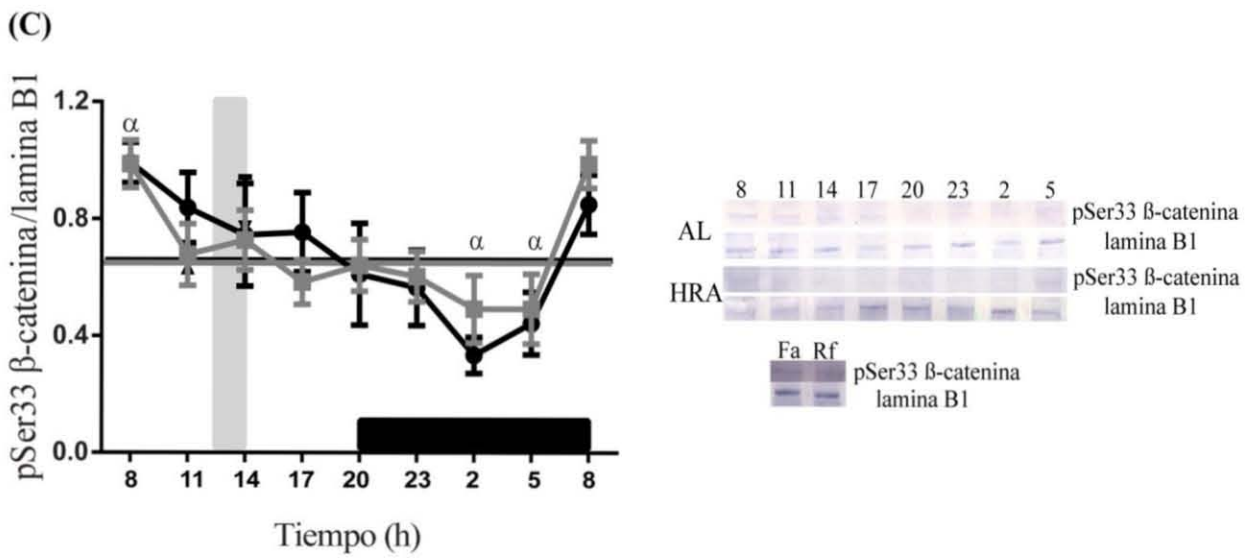 (C)
pSer33 β-catenina/lamina B1
1.2
0.8
0.4
0.0
α
α
α
8 11 14 17 20 23 2 5 8
Tiempo (h)
8 11 14 17 20 23 2 5
AL
pSer33 ß-catenina
lamina B1
HRA
pSer33 ß-catenina
lamina B1
Fa Rf
pSer33 ß-catenina
lamina B1